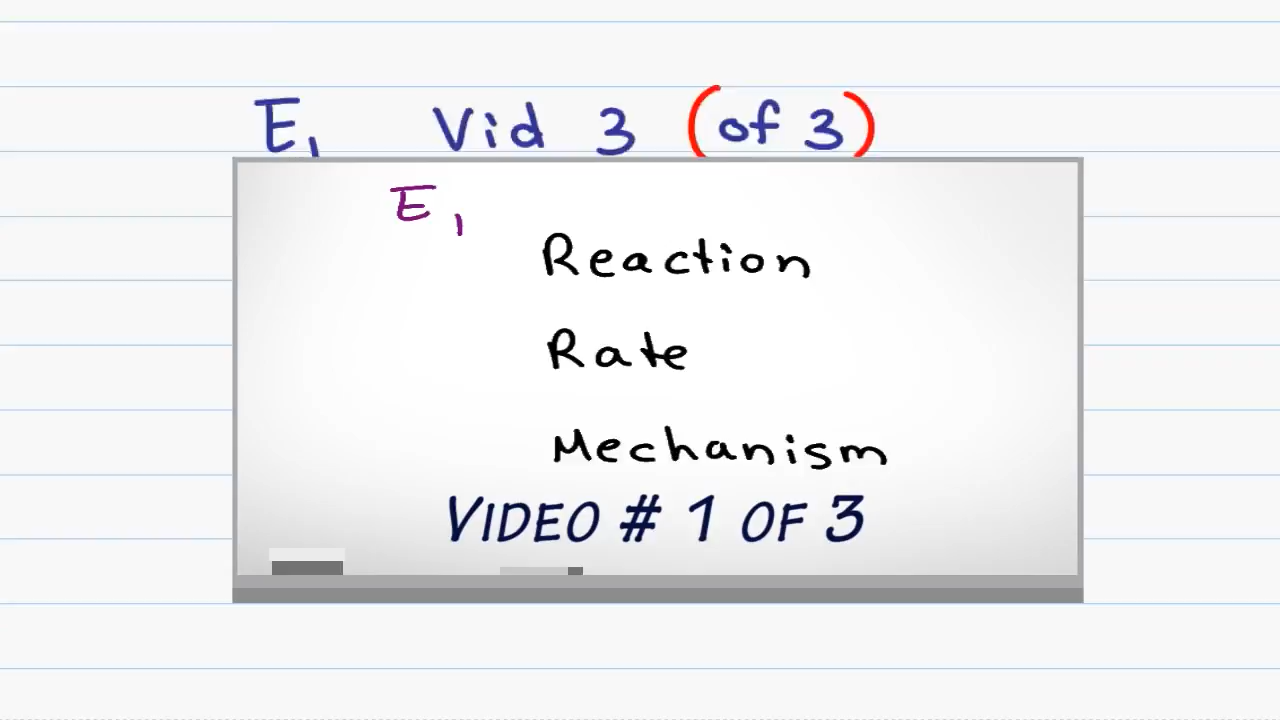 E₁ Vid 3 (of 3)
E₁
Reaction
Rate
Mechanism
VIDEO # 1 OF 3